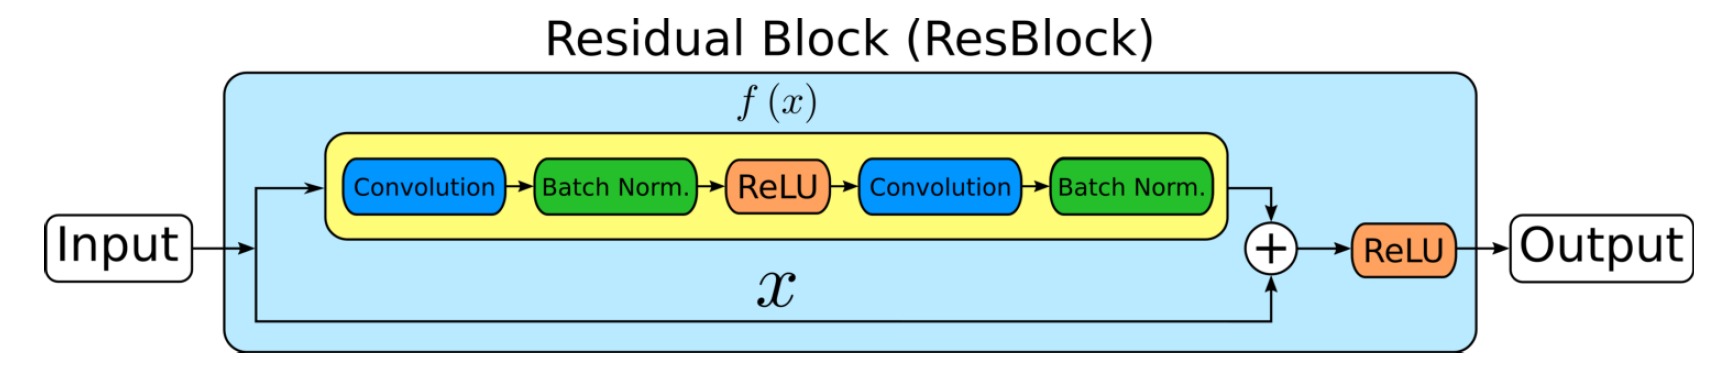 Residual Block (ResBlock)
f (x)
Convolution Batch Norm. ReLU Convolution Batch Norm.
Input + ReLU Output
x